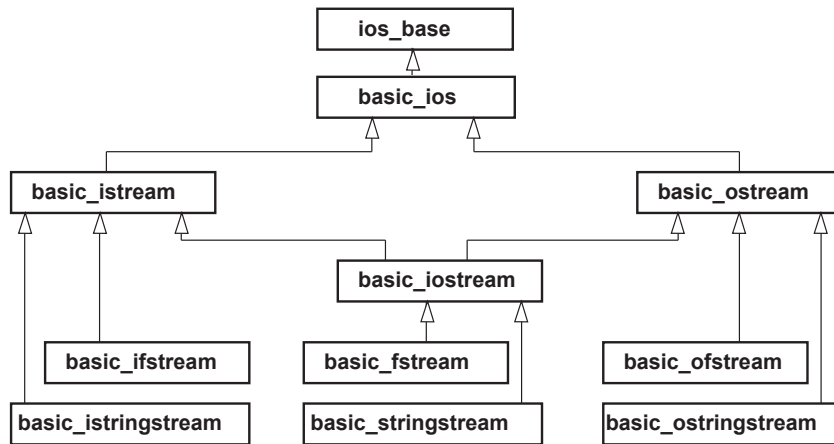 ios_base
basic_ios
basic_istream
basic_ostream
basic_iostream
basic_ifstream
basic_fstream
basic_ofstream
basic_istringstream
basic_stringstream
basic_ostringstream